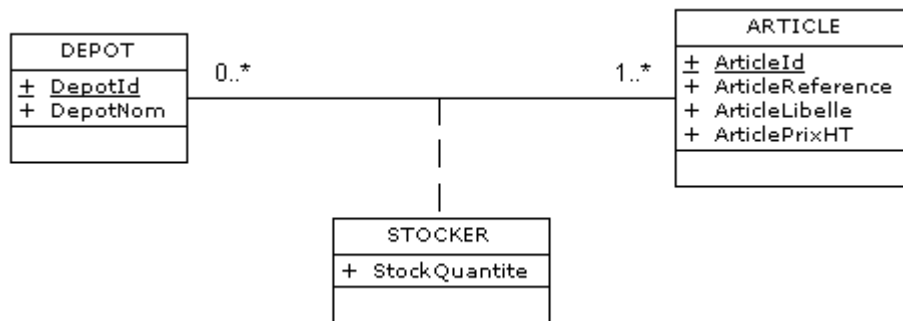 DEPOT
+ DepotId
+ DepotNom
0..*
1..*
ARTICLE
+ ArticleId
+ ArticleReference
+ ArticleLibelle
+ ArticlePrixHT
STOCKER
+ StockQuantite